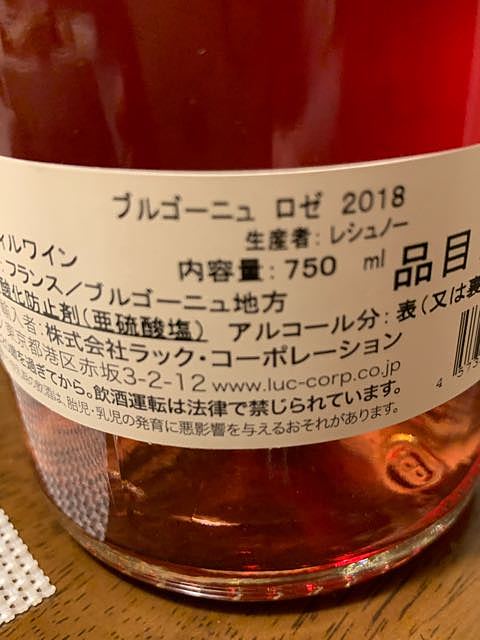 ブルゴーニュ ロゼ 2018
生産者:レシュノー
ィルワイン
内容量:750 ml
品目
フランス/ブルゴーニュ地方
酸化防止剤(亜硫酸塩) アルコール分:表(又は裏
入者:株式会社ラック・コーポレーション
東京都港区赤坂3-2-12 www.luc-corp.co.jp
歳を過ぎてから。飲酒運転は法律で禁じられています。
の飲酒は、胎児・乳児の発育に悪影響を与えるおそれがあります。